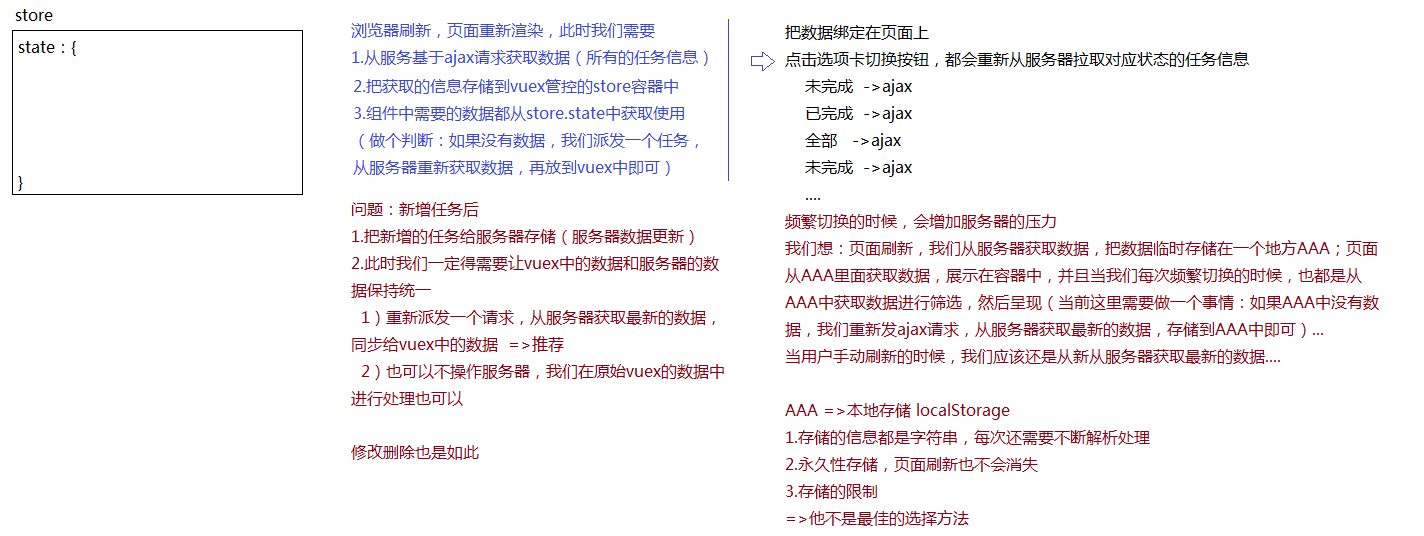 store
state：{
}
浏览器刷新，页面重新渲染，此时我们需要
1.从服务基于ajax请求获取数据（所有的任务信息）
2.把获取的信息存储到vuex管控的store容器中
3.组件中需要的数据都从store.state中获取使用
（做个判断：如果没有数据，我们派发一个任务，
从服务器重新获取数据，再放到vuex中即可）
问题：新增任务后
1.把新增的任务给服务器存储（服务器数据更新）
2.此时我们一定得需要让vuex中的数据和服务器的数
据保持统一
1）重新派发一个请求，从服务器获取最新的数据，
同步给vuex中的数据 =>推荐
2）也可以不操作服务器，我们在原始vuex的数据中
进行处理也可以
修改删除也是如此
把数据绑定在页面上
点击选项卡切换按钮，都会重新从服务器拉取对应状态的任务信息
未完成 ->ajax
已完成 ->ajax
全部 ->ajax
未完成 ->ajax
....
频繁切换的时候，会增加服务器的压力
我们想：页面刷新，我们从服务器获取数据，把数据临时存储在一个地方AAA；页面
从AAA里面获取数据，展示在容器中，并且当我们每次频繁切换的时候，也都是从
AAA中获取数据进行筛选，然后呈现（当前这里需要做一个事情：如果AAA中没有数
据，我们重新发ajax请求，从服务器获取最新的数据，存储到AAA中即可）...
当用户手动刷新的时候，我们应该还是从新从服务器获取最新的数据....
AAA =>本地存储 localStorage
1.存储的信息都是字符串，每次还需要不断解析处理
2.永久性存储，页面刷新也不会消失
3.存储的限制
=>他不是最佳的选择方法